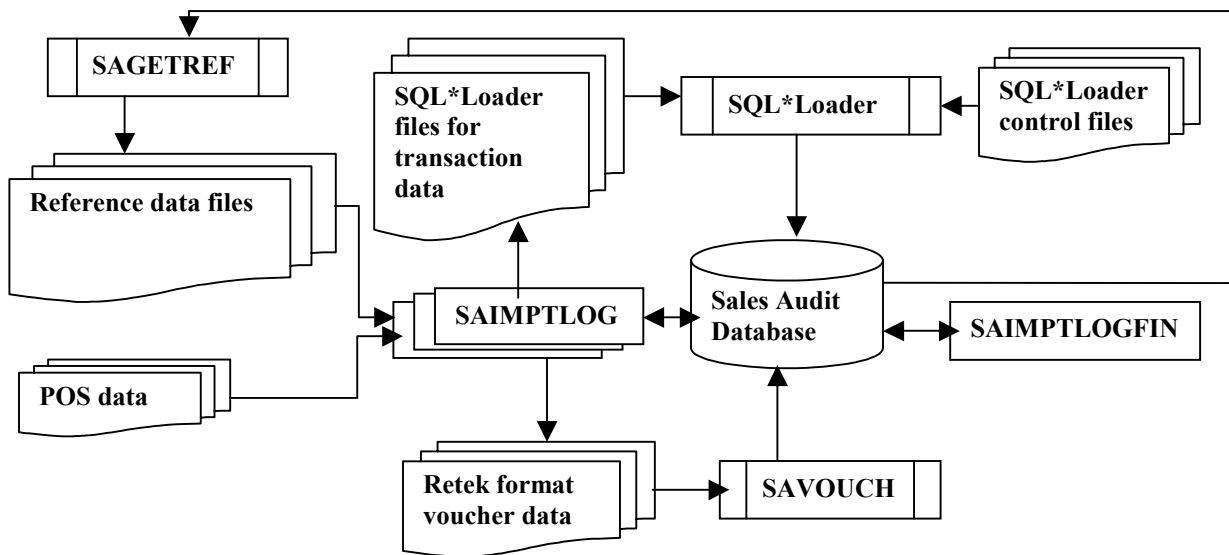 SAGETREF
SQL*Loader
files for
transaction
data
SQL*Loader
SQL*Loader
control files
Reference data files
SAIMPTLOG
Sales Audit
Database
SAIMPTLOGFIN
POS data
Retek format
voucher data
SAVOUCH